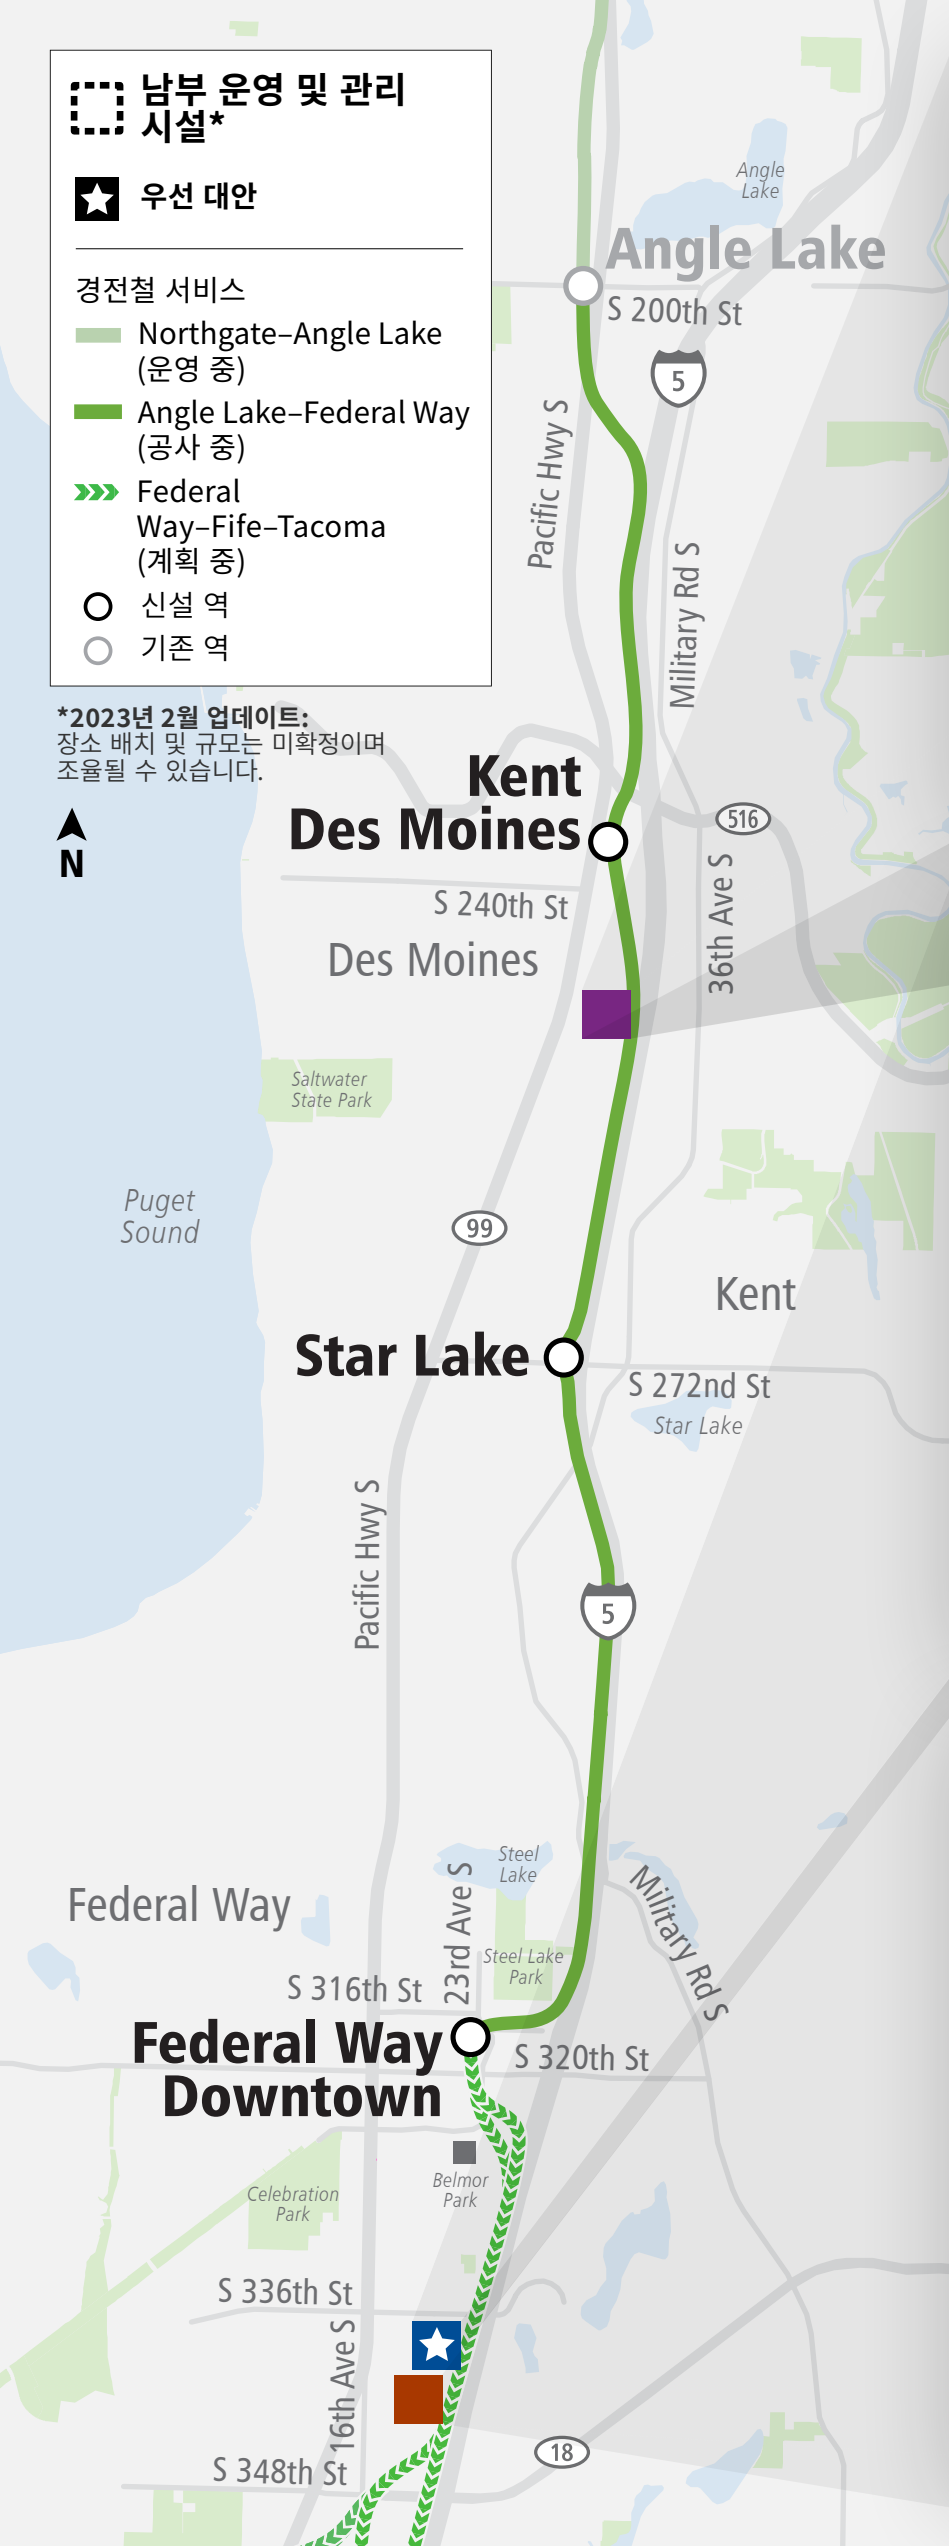 남부 운영 및 관리
시설*
우선 대안
경전철 서비스
Northgate–Angle Lake
(운영 중)
Angle Lake–Federal Way
(공사 중)
Federal
Way–Fife–Tacoma
(계획 중)
신설 역
기존 역
*2023년 2월 업데이트:
장소 배치 및 규모는 미확정이며
조율될 수 있습니다.
N
Angle
Lake
Angle Lake
S 200th St
5
Pacific Hwy S
Military Rd S
Kent
Des Moines
516
S 240th St
36th Ave S
Des Moines
Saltwater
State Park
Puget
Sound
99
Kent
Star Lake
S 272nd St
Star Lake
Pacific Hwy S
5
Steel
Lake
23rd Ave S
Military Rd S
Federal Way
Steel Lake
Park
S 316th St
Federal Way
Downtown
S 320th St
Belmor
Park
Celebration
Park
S 336th St
16th Ave S
18
S 348th St